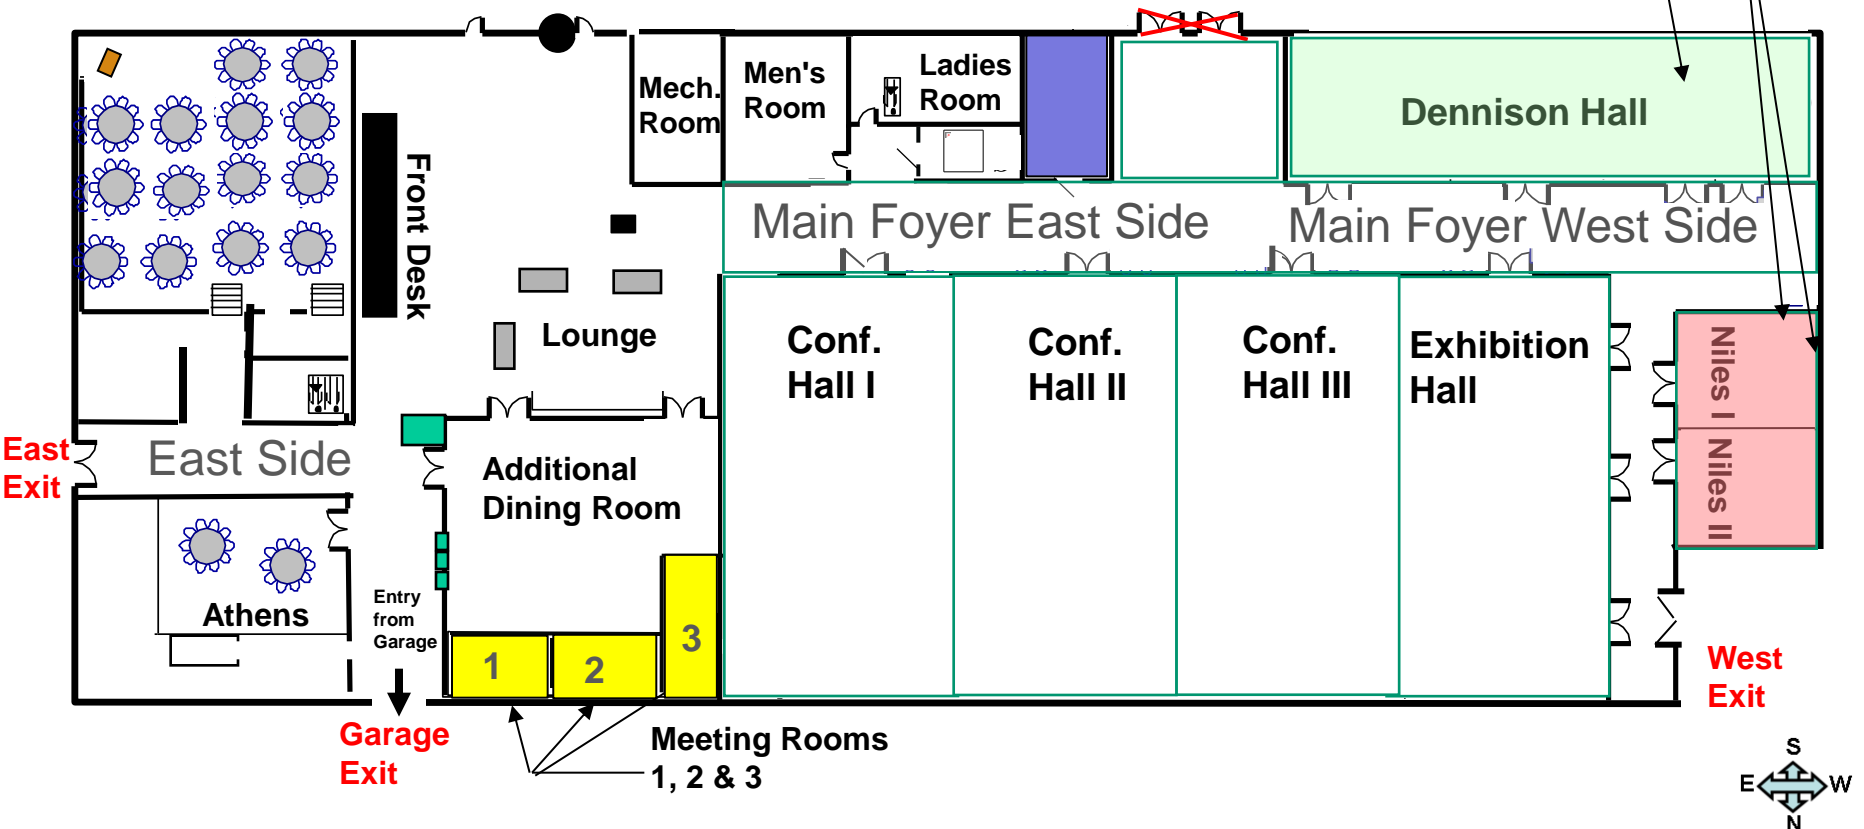 Mech.
Room
Men's
Room
Ladies
Room
Dennison Hall
Front Desk
Main Foyer East Side
Main Foyer West Side
Lounge
Conf.
Hall I
Conf.
Hall II
Conf.
Hall III
Exhibition
Hall
Niles I
Niles II
East
Exit
East Side
Additional
Dining Room
Athens
Entry
from
Garage
1
2
3
West
Exit
Garage
Exit
Meeting Rooms
1, 2 & 3
S
E
W
N